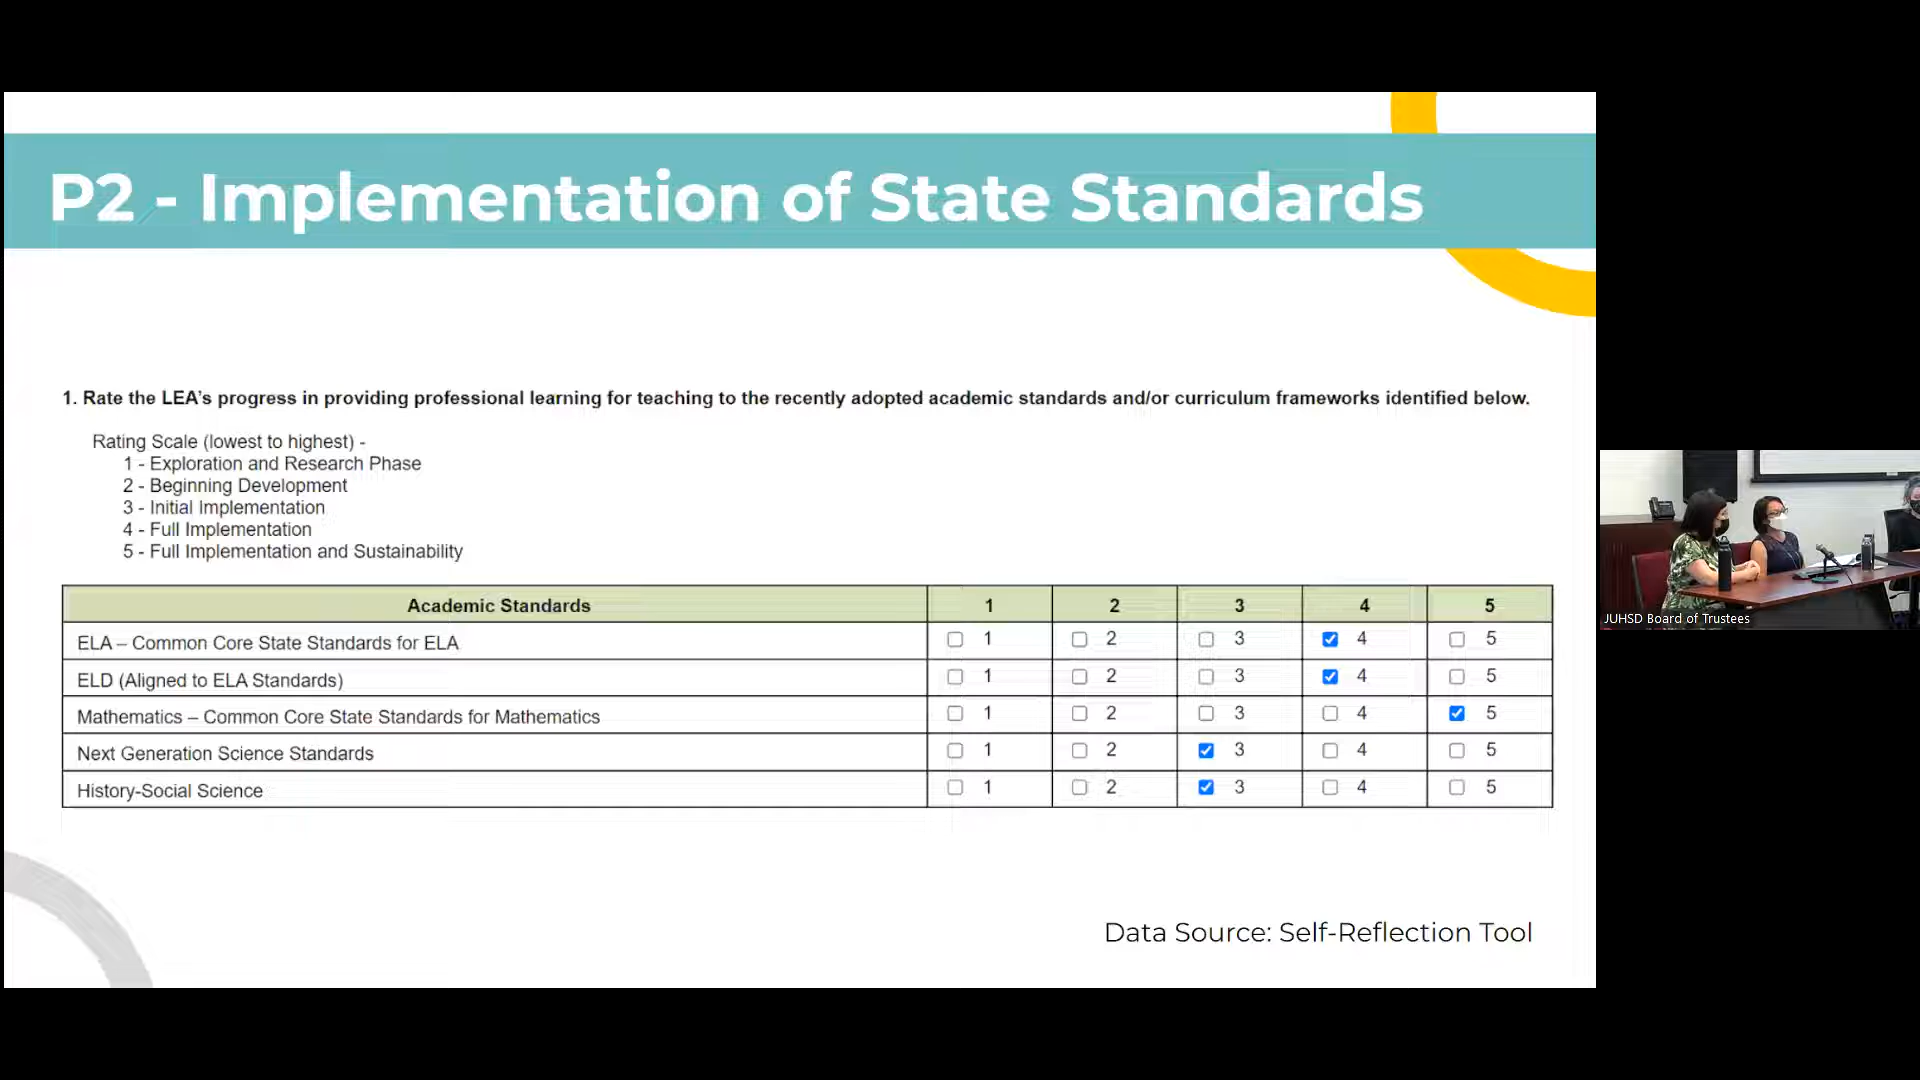 P2 - Implementation of State Standards
1. Rate the LEA's progress in providing professional learning for teaching to the recently adopted academic standards and/or curriculum frameworks identified below.
Rating Scale (lowest to highest) -
1 - Exploration and Research Phase
2 - Beginning Development
3 - Initial Implementation
4 - Full Implementation
5 - Full Implementation and Sustainability
Academic Standards 1 2 3 4 5
ELA – Common Core State Standards for ELA 1 2 3 4 5
ELD (Aligned to ELA Standards) 1 2 3 4 5
Mathematics – Common Core State Standards for Mathematics 1 2 3 4 5
Next Generation Science Standards 1 2 3 4 5
History-Social Science 1 2 3 4 5
Data Source: Self-Reflection Tool
JUHSD Board of Trustees